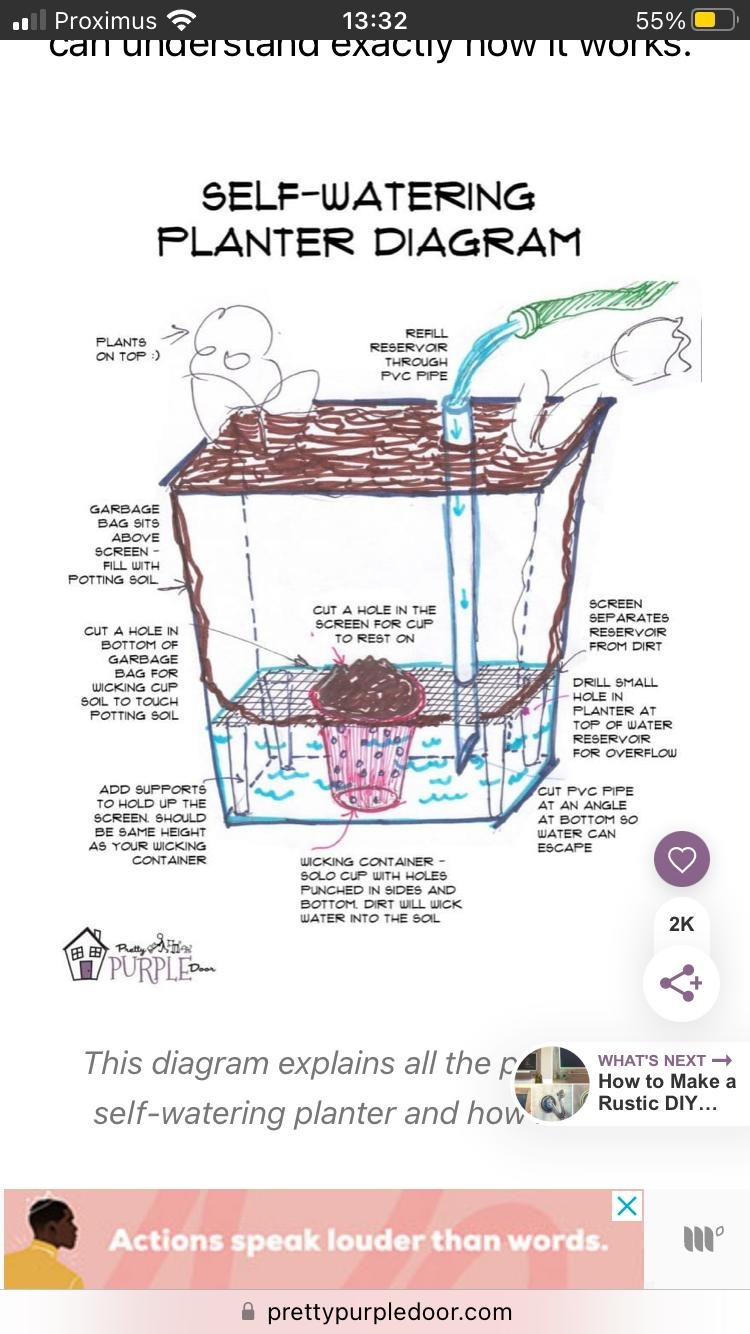 Proximus
13:32
55%
can understand exactly how it works.
SELF-WATERING
PLANTER DIAGRAM
PLANTS
ON TOP :)
REFILL
RESERVOIR
THROUGH
PVC PIPE
GARBAGE
BAG SITS
ABOVE
SCREEN -
FILL WITH
POTTING SOIL
CUT A HOLE IN THE
SCREEN FOR CUP
TO REST ON
SCREEN
SEPARATES
RESERVOIR
FROM DIRT
CUT A HOLE IN
BOTTOM OF
GARBAGE
BAG FOR
WICKING CUP
SOIL TO TOUCH
POTTING SOIL
DRILL SMALL
HOLE IN
PLANTER AT
TOP OF WATER
RESERVOIR
FOR OVERFLOW
ADD SUPPORTS
TO HOLD UP THE
SCREEN. SHOULD
BE SAME HEIGHT
AS YOUR WICKING
CONTAINER
CUT PVC PIPE
AT AN ANGLE
AT BOTTOM SO
WATER CAN
ESCAPE
WICKING CONTAINER -
SOLO CUP WITH HOLES
PUNCHED IN SIDES AND
BOTTOM. DIRT WILL WICK
WATER INTO THE SOIL
Pretty
PURPLE Door
2K
This diagram explains all the p
self-watering planter and how
WHAT'S NEXT →
How to Make a
Rustic DIY...
Actions speak louder than words.
prettypurpledoor.com